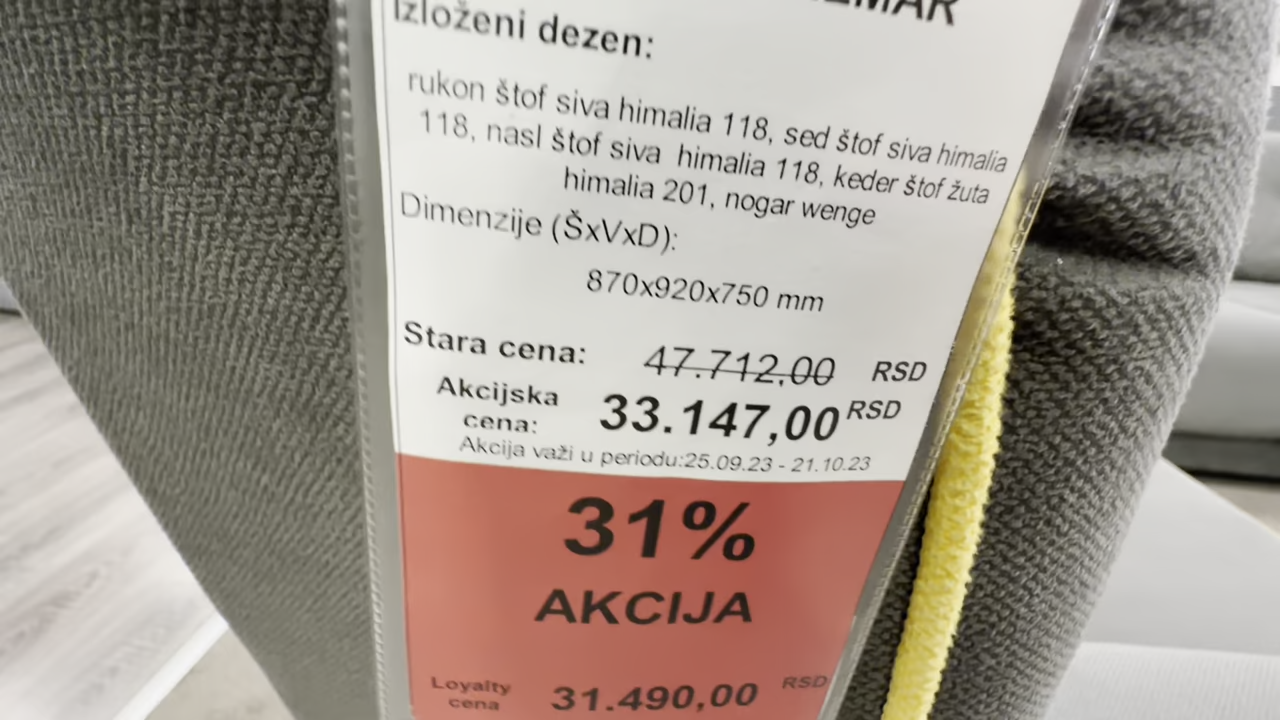 Izloženi dezen:
rukon štof siva himalia 118, sed štof siva himalia
118, nasl štof siva himalia 118, keder štof žuta
himalia 201, nogar wenge
Dimenzije (ŠxVxD):
870x920x750 mm
Stara cena: 47.712,00 RSD
Akcijska cena: 33.147,00 RSD
Akcija važi u periodu:25.09.23 - 21.10.23
31%
AKCIJA
Loyalty cena 31.490,00 RSD